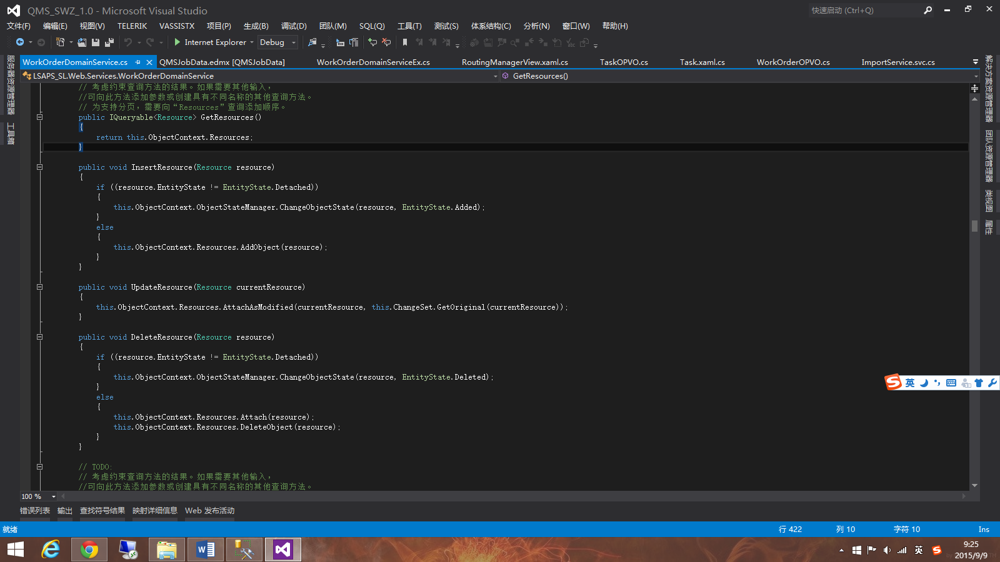 QMS_SWZ_1.0 - Microsoft Visual Studio
快速启动 (Ctrl+Q)
文件(F) 编辑(E) 视图(V) TELERIK VASSISTX 项目(P) 生成(B) 调试(D) 团队(M) SQL(Q) 工具(T) 测试(S) 体系结构(C) 分析(N) 窗口(W) 帮助(H)
Internet Explorer Debug
WorkOrderDomainService.cs QMSJobData.edmx [QMSJobData] WorkOrderDomainServiceEx.cs RoutingManagerView.xaml.cs TaskOPVO.cs Task.xaml.cs WorkOrderOPVO.cs ImportService.svc.cs
LSAPS_SL.Web.Services.WorkOrderDomainService GetResources()
服务器资源管理器
工具箱
// 考虑约束查询方法的结果。如果需要其他输入，
//可向此方法添加参数或创建具有不同名称的其他查询方法。
// 为支持分页，需要向“Resources”查询添加顺序。
public IQueryable<Resource> GetResources()
{
return this.ObjectContext.Resources;
}
public void InsertResource(Resource resource)
{
if ((resource.EntityState != EntityState.Detached))
{
this.ObjectContext.ObjectStateManager.ChangeObjectState(resource, EntityState.Added);
}
else
{
this.ObjectContext.Resources.AddObject(resource);
}
}
public void UpdateResource(Resource currentResource)
{
this.ObjectContext.Resources.AttachAsModified(currentResource, this.ChangeSet.GetOriginal(currentResource));
}
public void DeleteResource(Resource resource)
{
if ((resource.EntityState != EntityState.Detached))
{
this.ObjectContext.ObjectStateManager.ChangeObjectState(resource, EntityState.Deleted);
}
else
{
this.ObjectContext.Resources.Attach(resource);
this.ObjectContext.Resources.DeleteObject(resource);
}
}
// TODO:
// 考虑约束查询方法的结果。如果需要其他输入，
//可向此方法添加参数或创建具有不同名称的其他查询方法。
解决方案资源管理器
团队资源管理器
类视图
属性
英
100 %
错误列表 输出 查找符号结果 映射详细信息 Web 发布活动
就绪 行 422 列 10 字符 10 Ins
英
9:25
2015/9/9